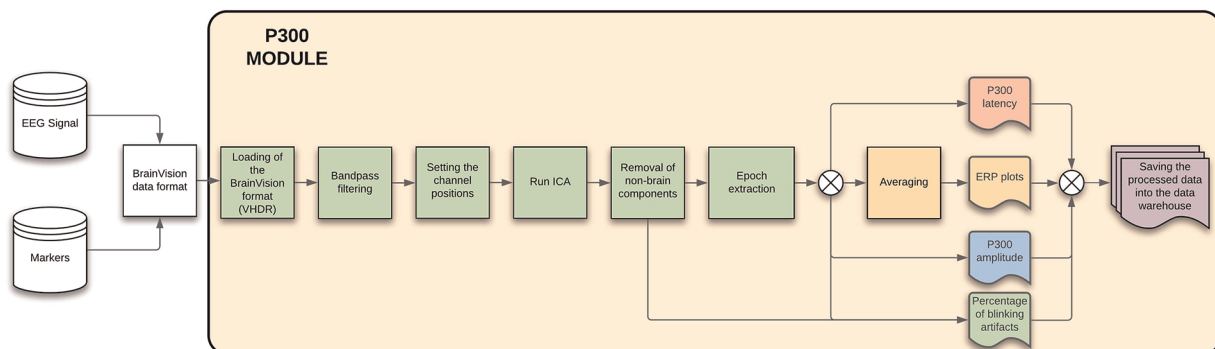 P300
MODULE
EEG Signal
Markers
BrainVision
data format
Loading of
the
BrainVision
format
(VHDR)
Bandpass
filtering
Setting the
channel
positions
Run ICA
Removal of
non-brain
components
Epoch
extraction
Averaging
P300
latency
ERP plots
P300
amplitude
Percentage
of blinking
artifacts
Saving the
processed data
into the data
warehouse